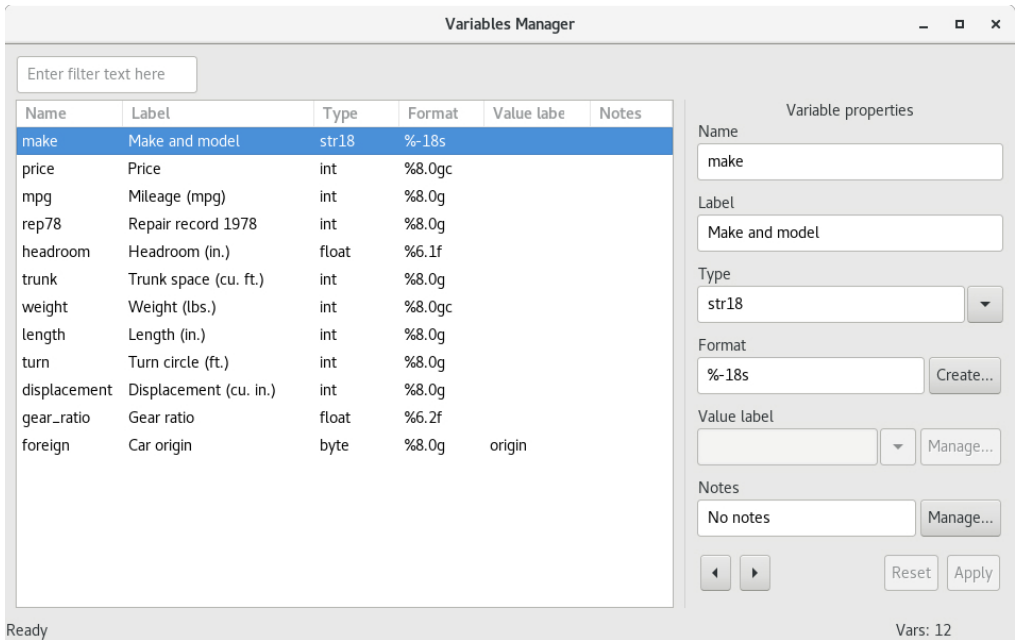 Variables Manager
Enter filter text here
Name Label Type Format Value labe Notes
make Make and model str18 %-18s
price Price int %8.0gc
mpg Mileage (mpg) int %8.0g
rep78 Repair record 1978 int %8.0g
headroom Headroom (in.) float %6.1f
trunk Trunk space (cu. ft.) int %8.0g
weight Weight (lbs.) int %8.0gc
length Length (in.) int %8.0g
turn Turn circle (ft.) int %8.0g
displacement Displacement (cu. in.) int %8.0g
gear_ratio Gear ratio float %6.2f
foreign Car origin byte %8.0g origin
Variable properties
Name
make
Label
Make and model
Type
str18
Format
%-18s Create...
Value label
Manage...
Notes
No notes Manage...
Reset Apply
Ready Vars: 12